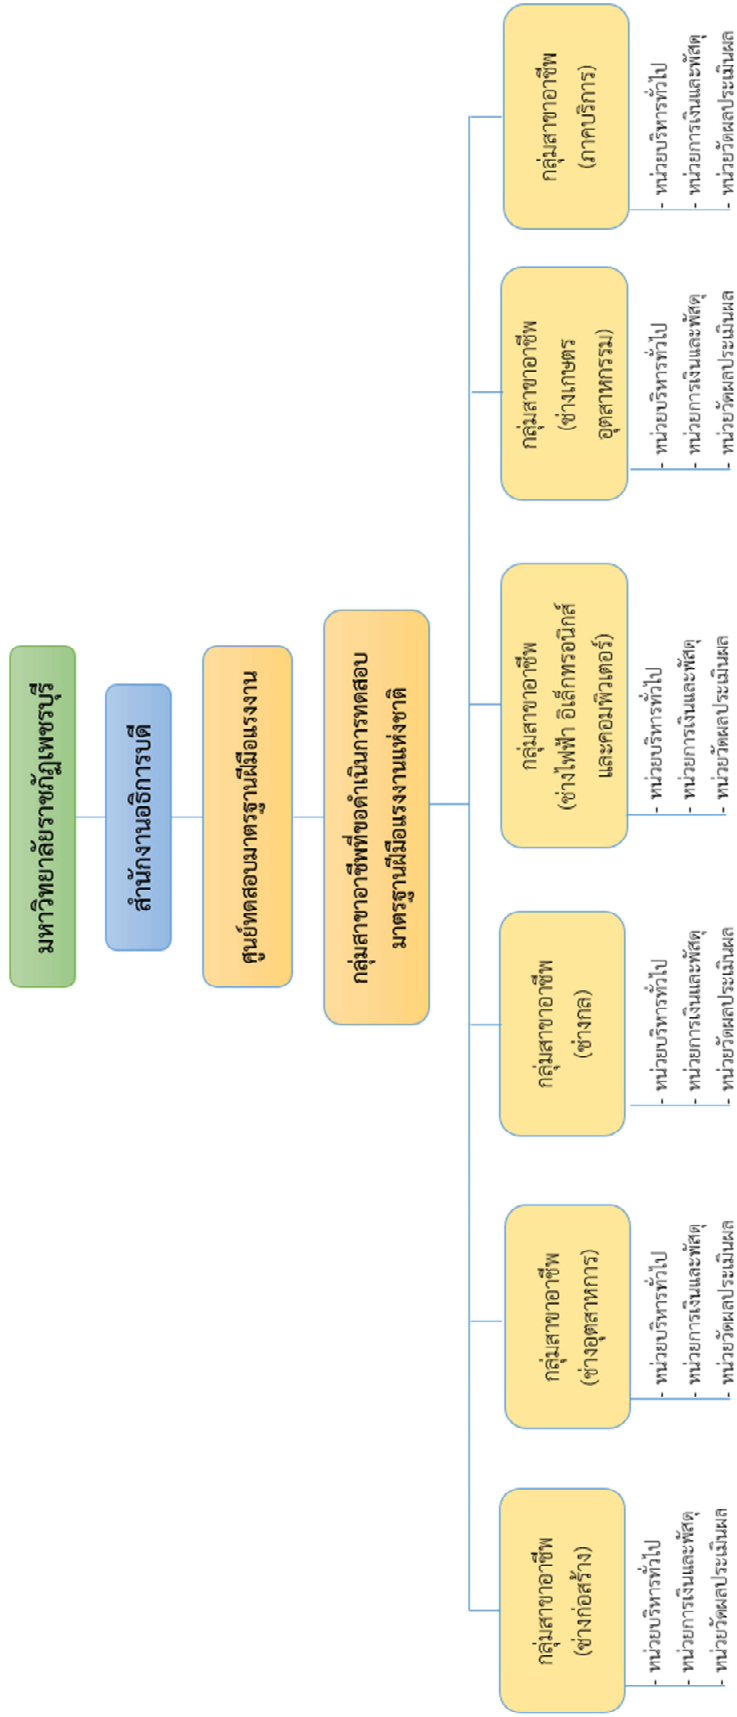 มหาวิทยาลัยราชภัฏเพชรบุรี
สำนักงานอธิการบดี
ศูนย์ทดสอบมาตรฐานฝีมือแรงงาน
กลุ่มสาขาอาชีพที่ขอดำเนินการทดสอบ
มาตรฐานฝีมือแรงงานแห่งชาติ
กลุ่มสาขาอาชีพ
(ช่างก่อสร้าง)
- หน่วยบริหารทั่วไป
- หน่วยการเงินและพัสดุ
- หน่วยวัดผลประเมินผล
กลุ่มสาขาอาชีพ
(ช่างอุตสาหการ)
- หน่วยบริหารทั่วไป
- หน่วยการเงินและพัสดุ
- หน่วยวัดผลประเมินผล
กลุ่มสาขาอาชีพ
(ช่างกล)
- หน่วยบริหารทั่วไป
- หน่วยการเงินและพัสดุ
- หน่วยวัดผลประเมินผล
กลุ่มสาขาอาชีพ
(ช่างไฟฟ้า อิเล็กทรอนิกส์
และคอมพิวเตอร์)
- หน่วยบริหารทั่วไป
- หน่วยการเงินและพัสดุ
- หน่วยวัดผลประเมินผล
กลุ่มสาขาอาชีพ
(ช่างเกษตร
อุตสาหกรรม)
- หน่วยบริหารทั่วไป
- หน่วยการเงินและพัสดุ
- หน่วยวัดผลประเมินผล
กลุ่มสาขาอาชีพ
(ภาคบริการ)
- หน่วยบริหารทั่วไป
- หน่วยการเงินและพัสดุ
- หน่วยวัดผลประเมินผล